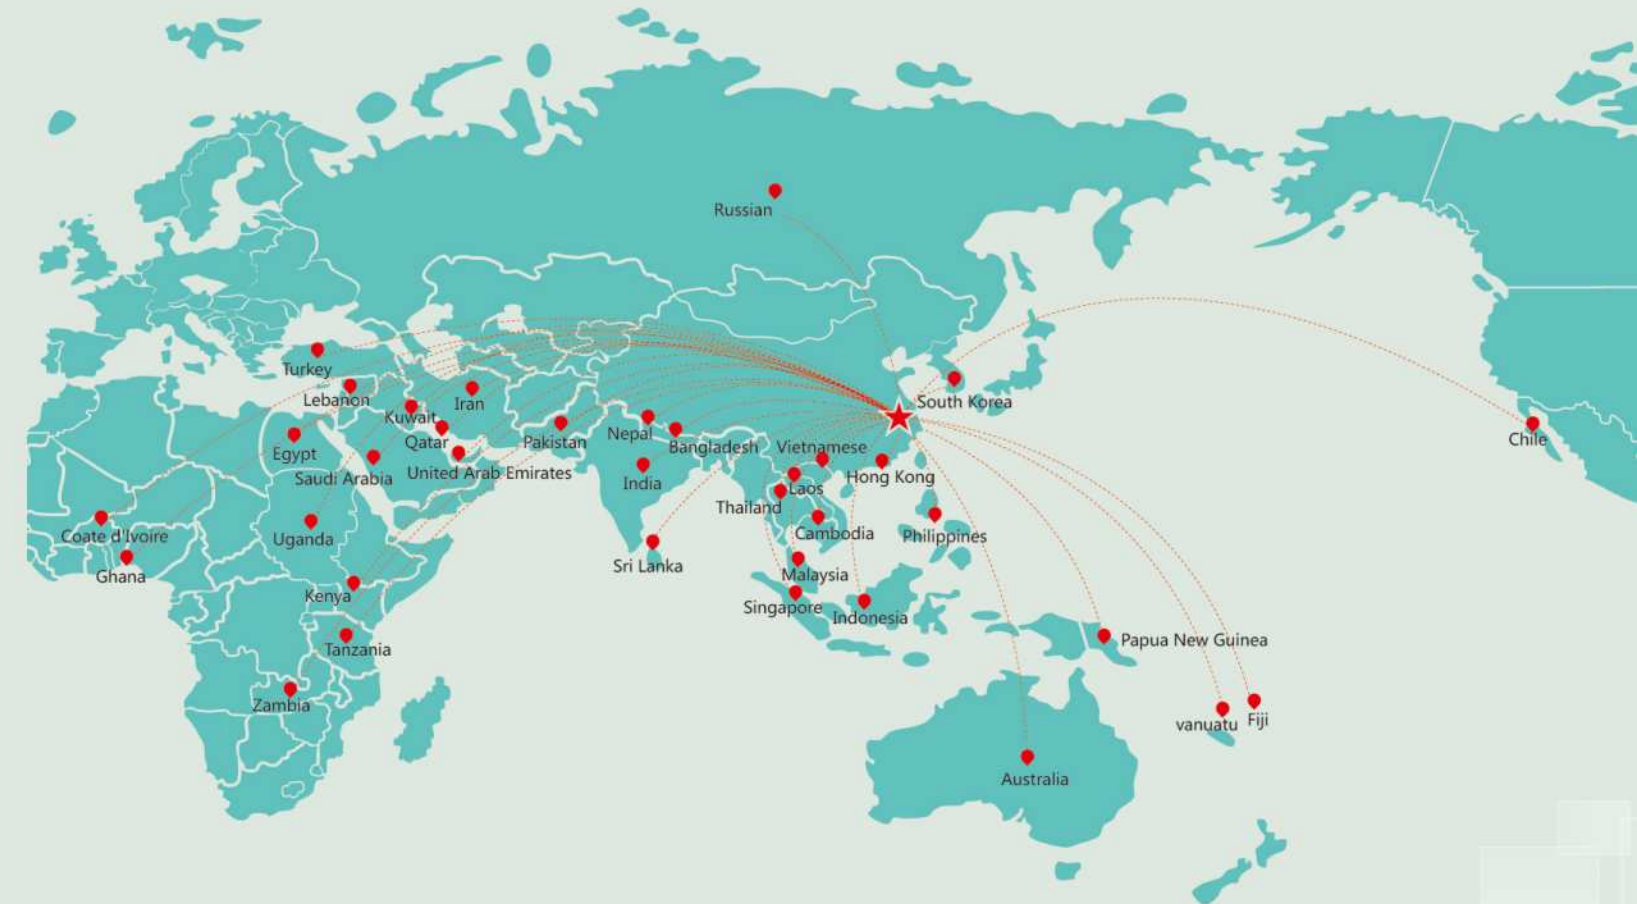 Russian
Turkey
Lebanon
Iran
South Korea
Kuwait
Qatar
Pakistan
Nepal
Bangladesh
Vietnamese
Chile
Egypt
Saudi Arabia
United Arab Emirates
India
Hong Kong
Laos
Thailand
Coate d'Ivoire
Uganda
Cambodia
Philippines
Ghana
Sri Lanka
Malaysia
Kenya
Singapore
Indonesia
Tanzania
Papua New Guinea
Zambia
vanuatu
Fiji
Australia